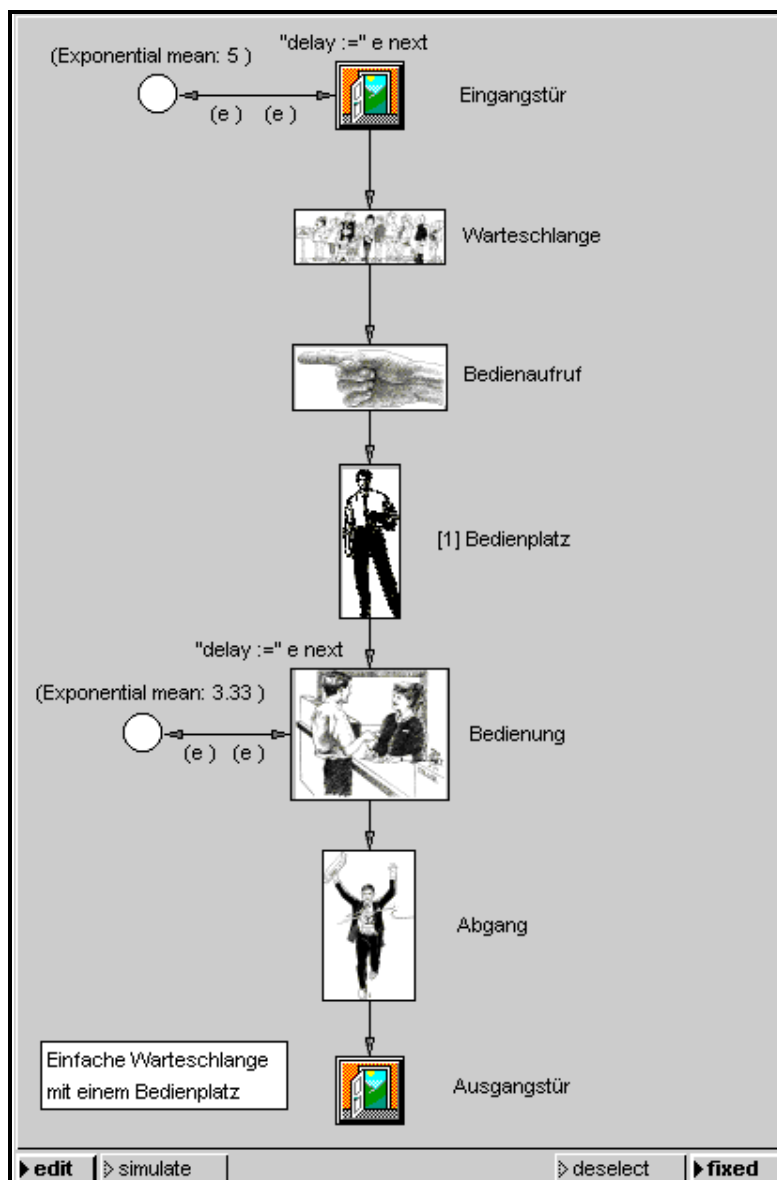 "delay :=" e next
(Exponential mean: 5 )
(e ) (e )
Eingangstür
Warteschlange
Bedienaufruf
[1] Bedienplatz
"delay :=" e next
(Exponential mean: 3.33 )
(e ) (e )
Bedienung
Abgang
Einfache Warteschlange
mit einem Bedienplatz
Ausgangstür
edit simulate deselect fixed